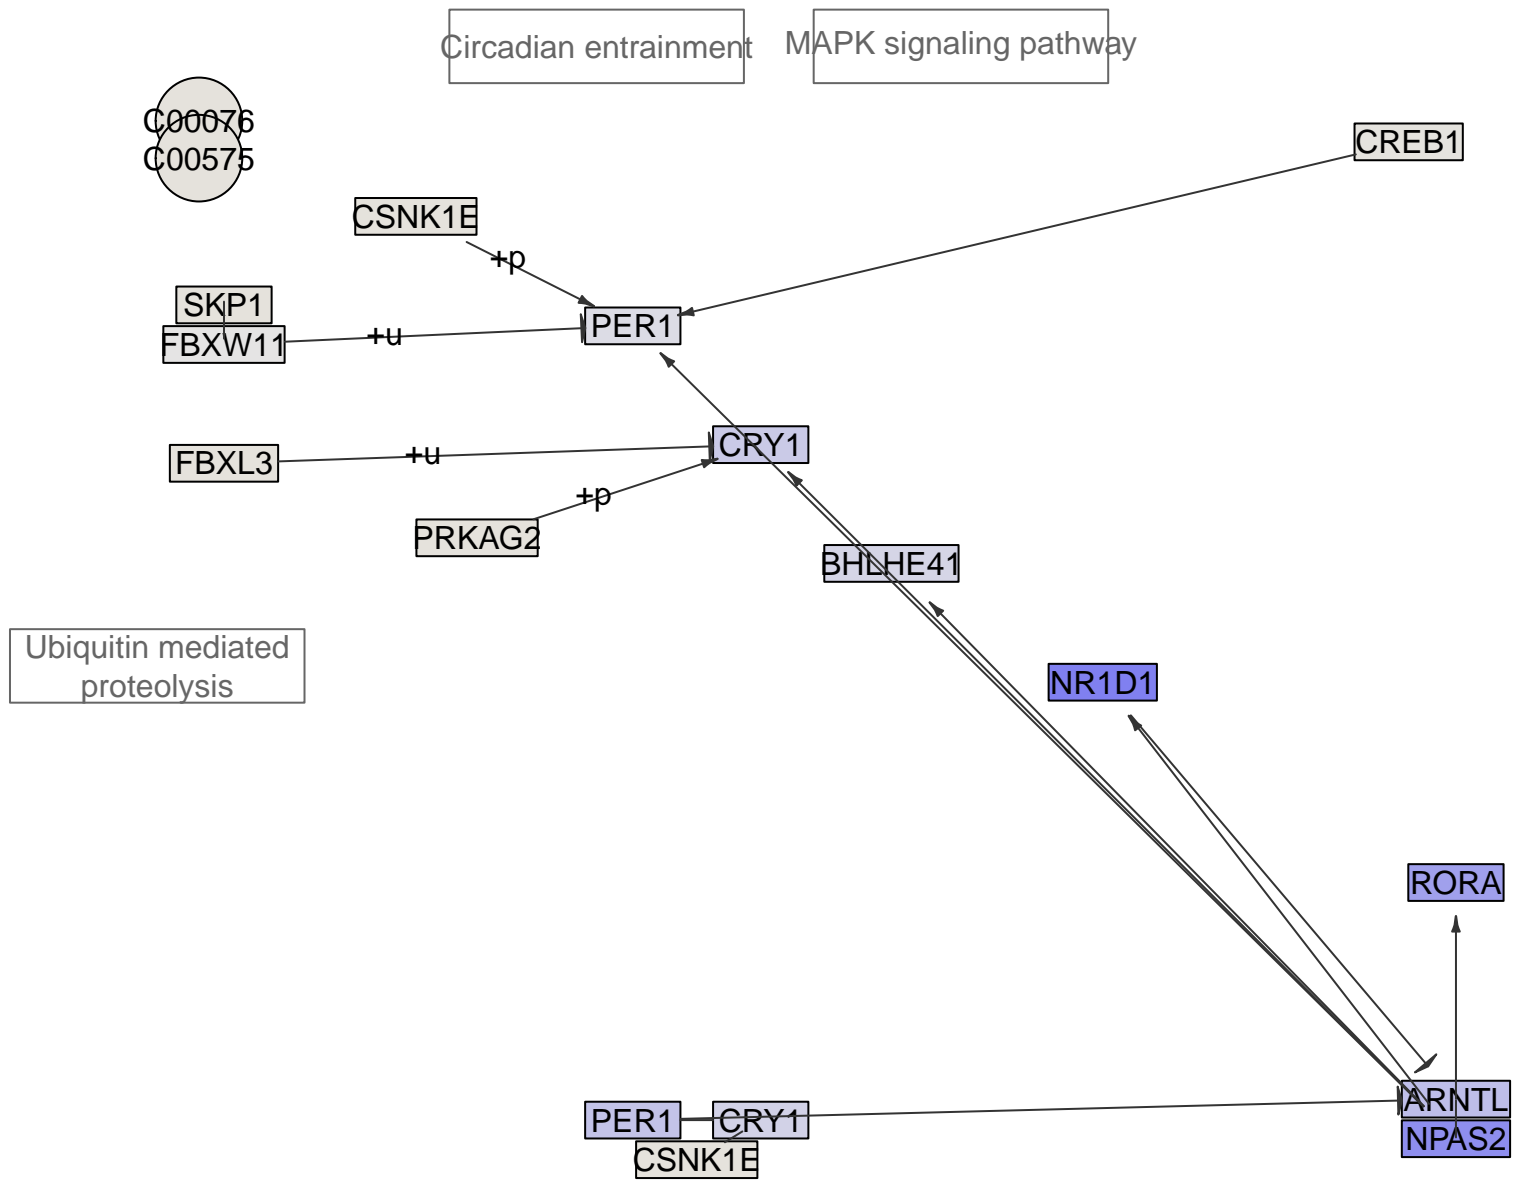 Circadian entrainment
MAPK signaling pathway
C00076
C00575
CREB1
CSNK1E
+p
SKP1
FBXW11
+u
PER1
FBXL3
+u
CRY1
+p
PRKAG2
BHLHE41
Ubiquitin mediated
proteolysis
NR1D1
RORA
PER1
CRY1
ARNTL
CSNK1E
NPAS2